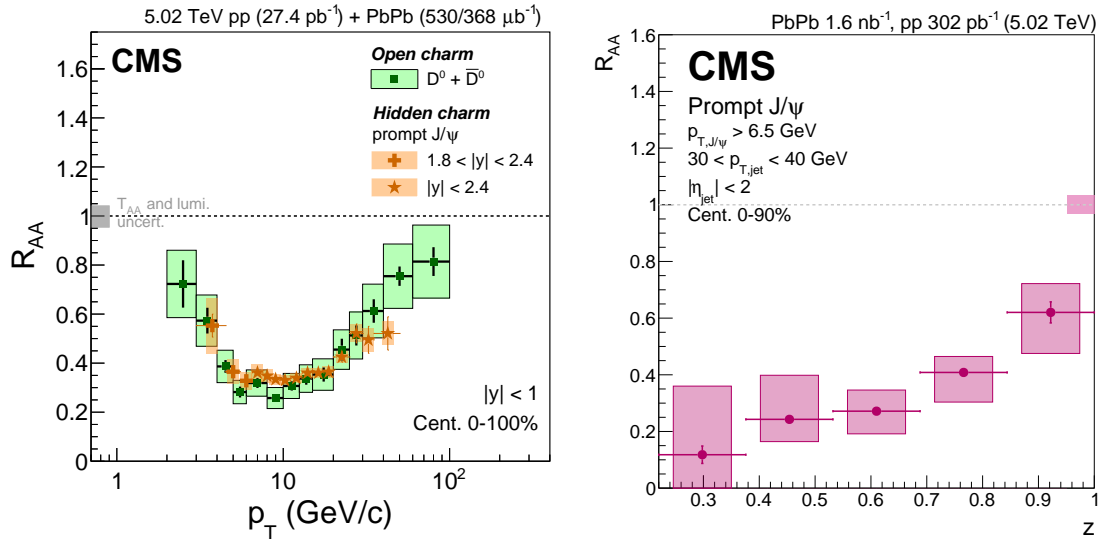 5.02 TeV pp (27.4 pb⁻¹) + PbPb (530/368 μb⁻¹)
CMS
Open charm
D⁰ + D̅⁰
Hidden charm
prompt J/ψ
1.8 < |y| < 2.4
|y| < 2.4
T_AA and lumi.
uncert.
|y| < 1
Cent. 0-100%
R_AA
1.6
1.4
1.2
1
0.8
0.6
0.4
0.2
0
1
10
10²
p_T (GeV/c)
PbPb 1.6 nb⁻¹, pp 302 pb⁻¹ (5.02 TeV)
CMS
Prompt J/ψ
p_T,J/ψ > 6.5 GeV
30 < p_T,jet < 40 GeV
|η_jet| < 2
Cent. 0-90%
R_AA
1.6
1.4
1.2
1
0.8
0.6
0.4
0.2
0
0.3
0.4
0.5
0.6
0.7
0.8
0.9
1
z